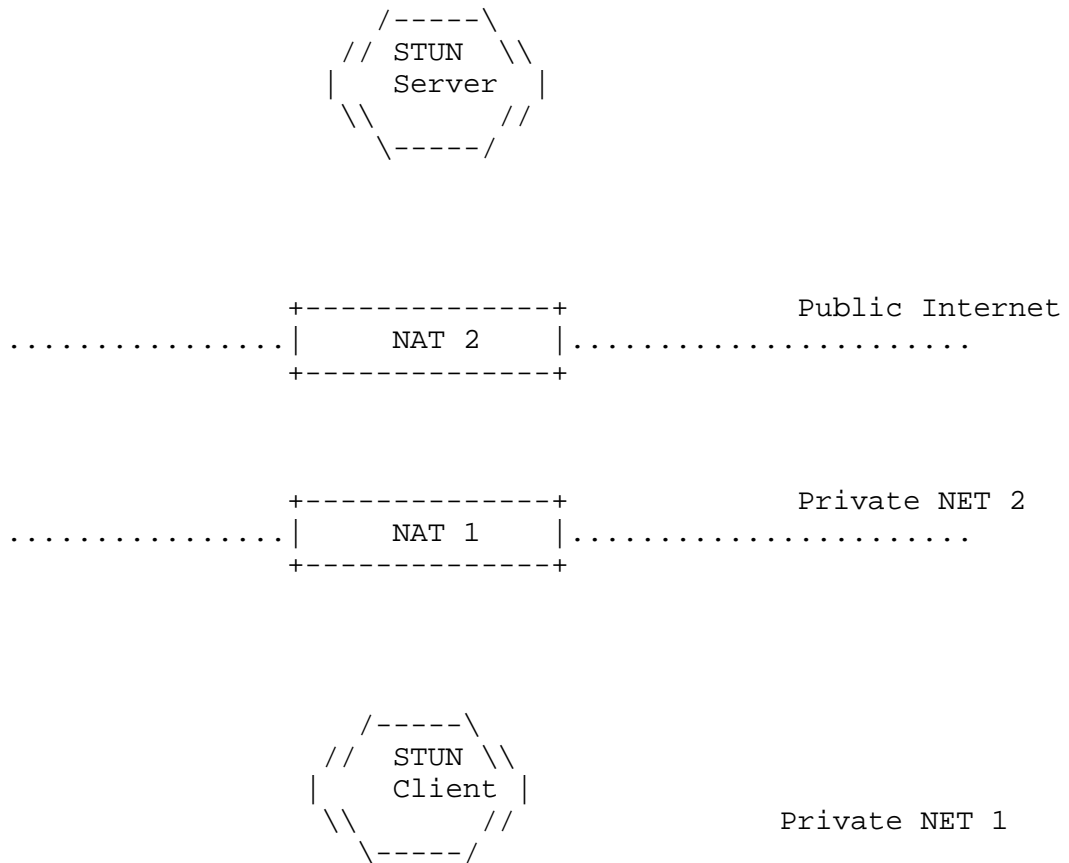 /-----\
// STUN \\
| Server |
\\ //
\-----/
+--------------+ Public Internet
................| NAT 2 |.......................
+--------------+
+--------------+ Private NET 2
................| NAT 1 |.......................
+--------------+
/-----\
// STUN \\
| Client |
\\ // Private NET 1
\-----/